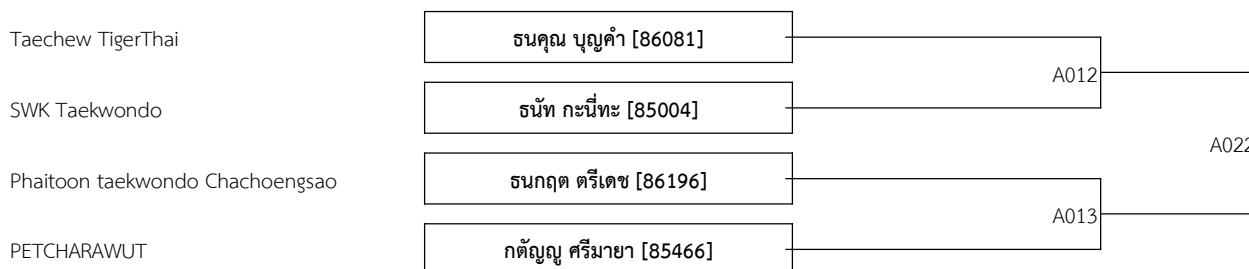 Taechew TigerThai
ธนคุณ บุญคำ [86081]
A012
SWK Taekwondo
ธนัท กะนี่ทะ [85004]
A022
Phaitoon taekwondo Chachoengsao
ธนกฤต ตรีเดช [86196]
A013
PETCHARAWUT
กตัญญู ศรีมายา [85466]